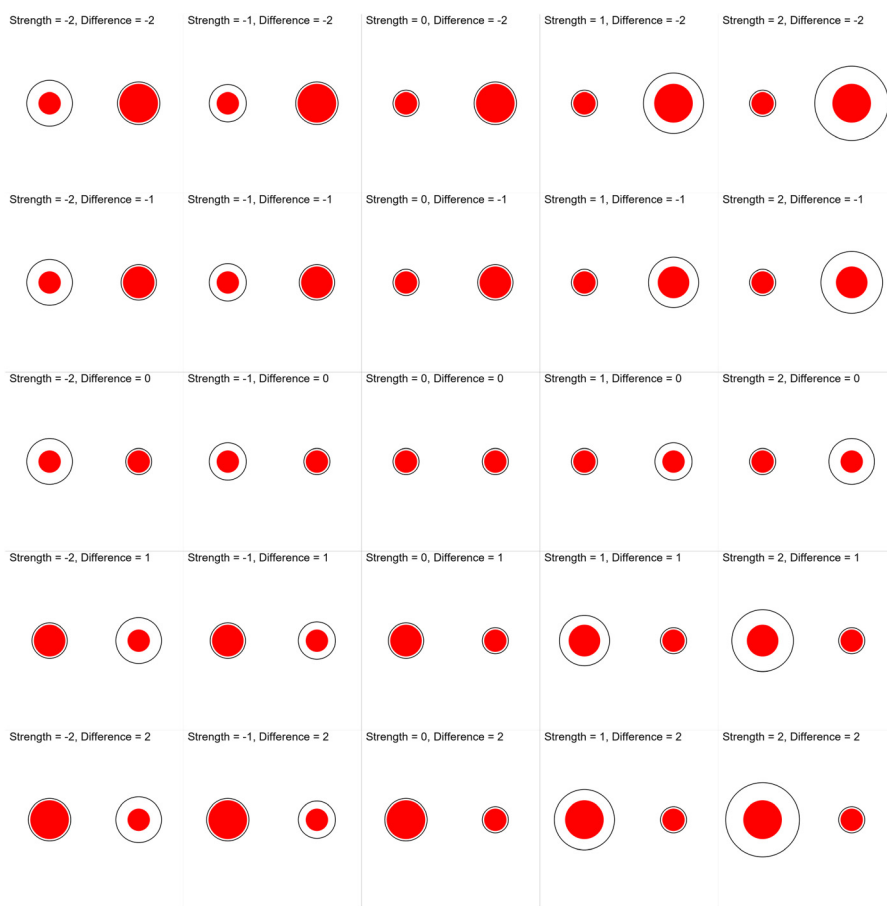 Strength = -2, Difference = -2
Strength = -1, Difference = -2
Strength = 0, Difference = -2
Strength = 1, Difference = -2
Strength = 2, Difference = -2
Strength = -2, Difference = -1
Strength = -1, Difference = -1
Strength = 0, Difference = -1
Strength = 1, Difference = -1
Strength = 2, Difference = -1
Strength = -2, Difference = 0
Strength = -1, Difference = 0
Strength = 0, Difference = 0
Strength = 1, Difference = 0
Strength = 2, Difference = 0
Strength = -2, Difference = 1
Strength = -1, Difference = 1
Strength = 0, Difference = 1
Strength = 1, Difference = 1
Strength = 2, Difference = 1
Strength = -2, Difference = 2
Strength = -1, Difference = 2
Strength = 0, Difference = 2
Strength = 1, Difference = 2
Strength = 2, Difference = 2